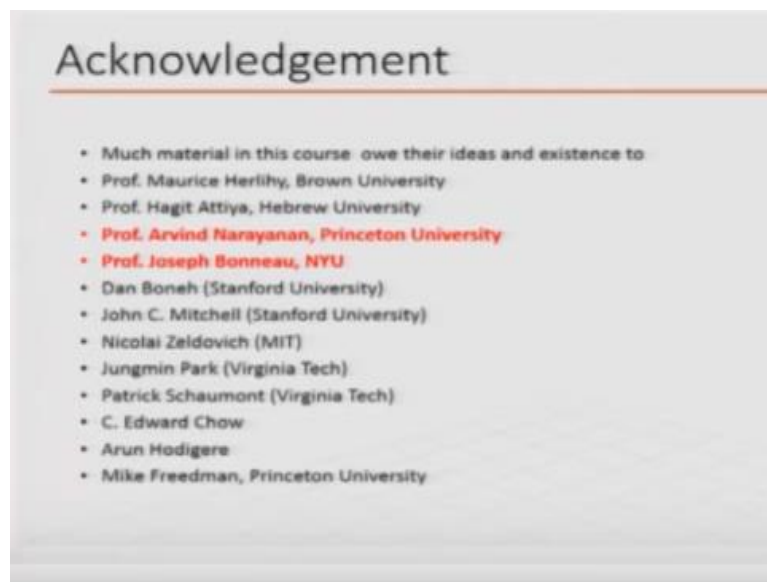 Acknowledgement
• Much material in this course owe their ideas and existence to
• Prof. Maurice Herlihy, Brown University
• Prof. Hagit Attiya, Hebrew University
• Prof. Arvind Narayanan, Princeton University
• Prof. Joseph Bonneau, NYU
• Dan Boneh (Stanford University)
• John C. Mitchell (Stanford University)
• Nicolai Zeldovich (MIT)
• Jungmin Park (Virginia Tech)
• Patrick Schaumont (Virginia Tech)
• C. Edward Chow
• Arun Hodigere
• Mike Freedman, Princeton University